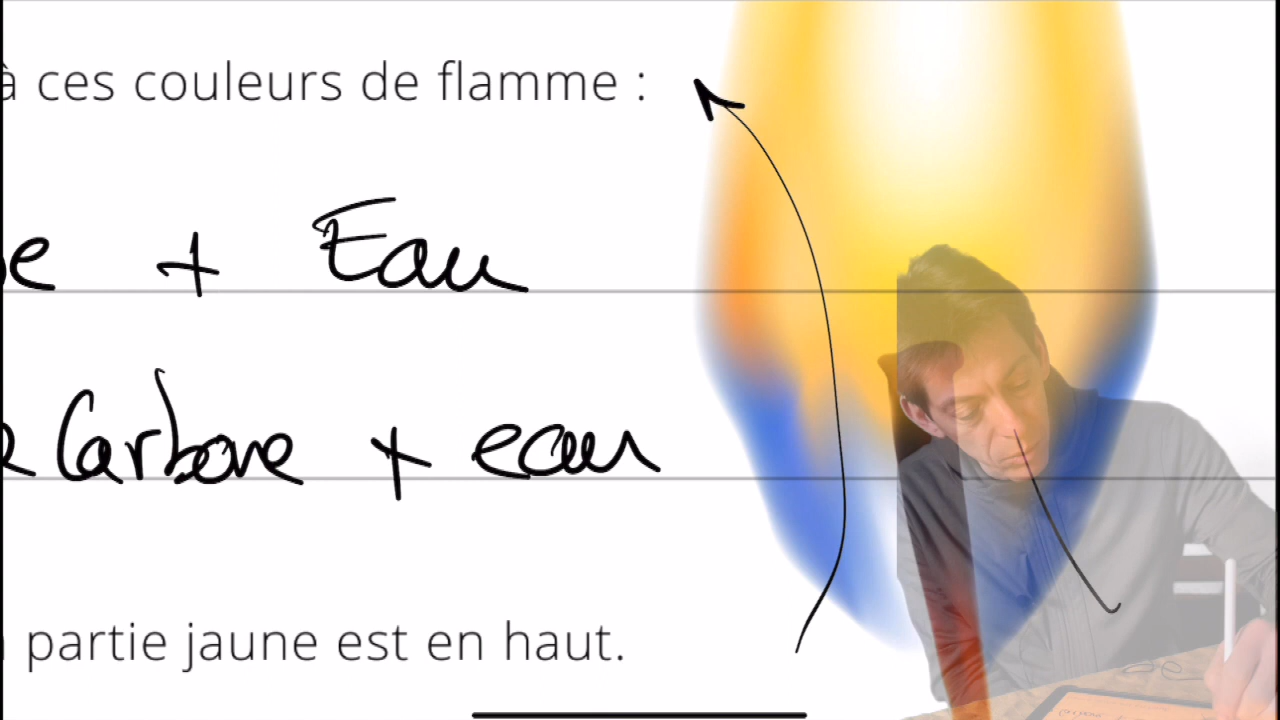 à ces couleurs de flamme :
e + Eau
Carbone + eau
partie jaune est en haut.